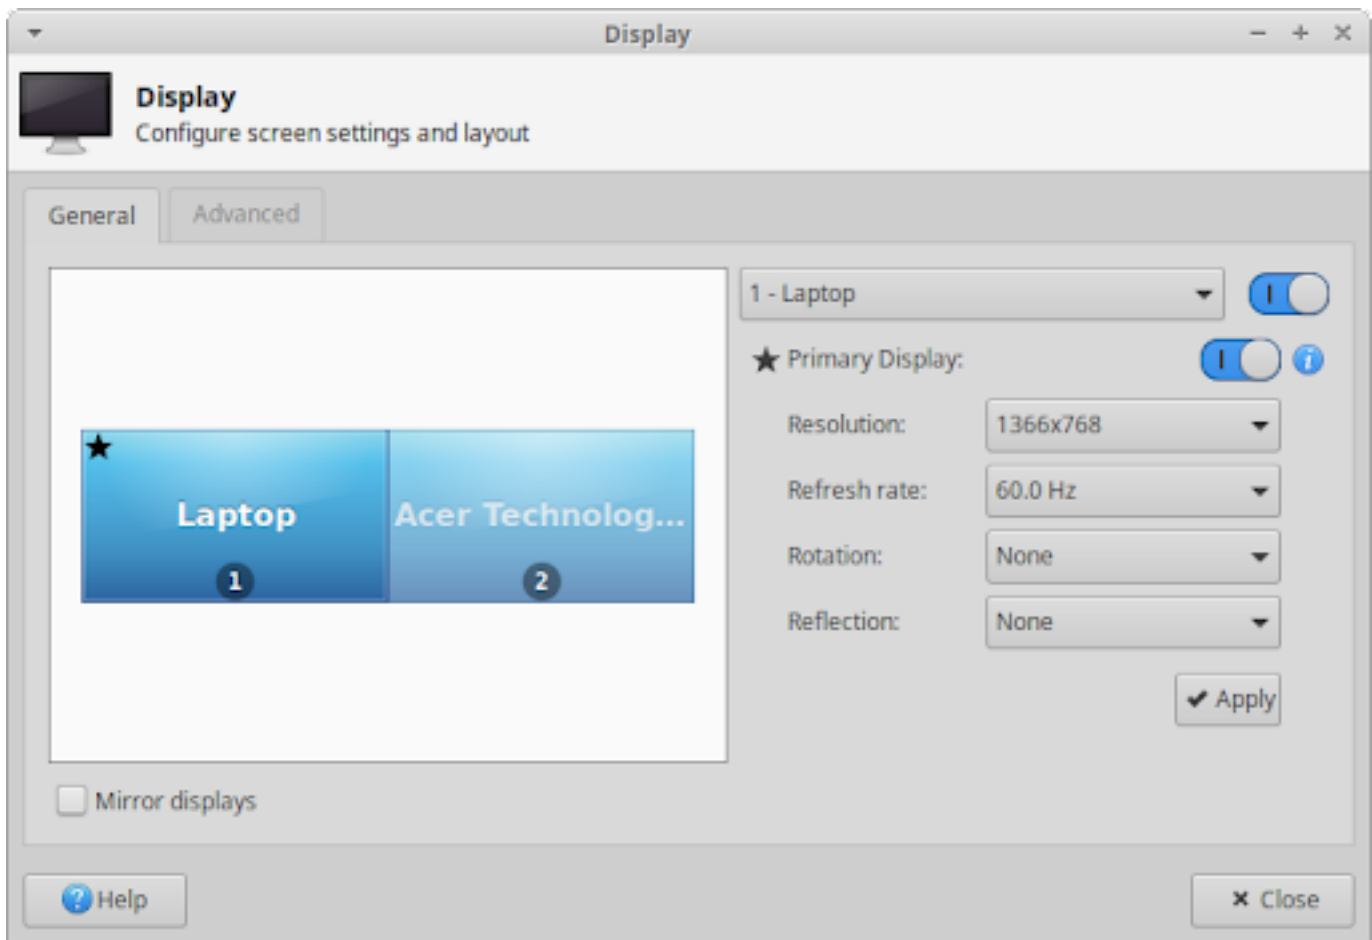 Display
Display
Configure screen settings and layout
General
Advanced
1 - Laptop
Primary Display:
Resolution: 1366x768
Refresh rate: 60.0 Hz
Rotation: None
Reflection: None
Apply
Laptop
1
Acer Technolog...
2
Mirror displays
Help
Close